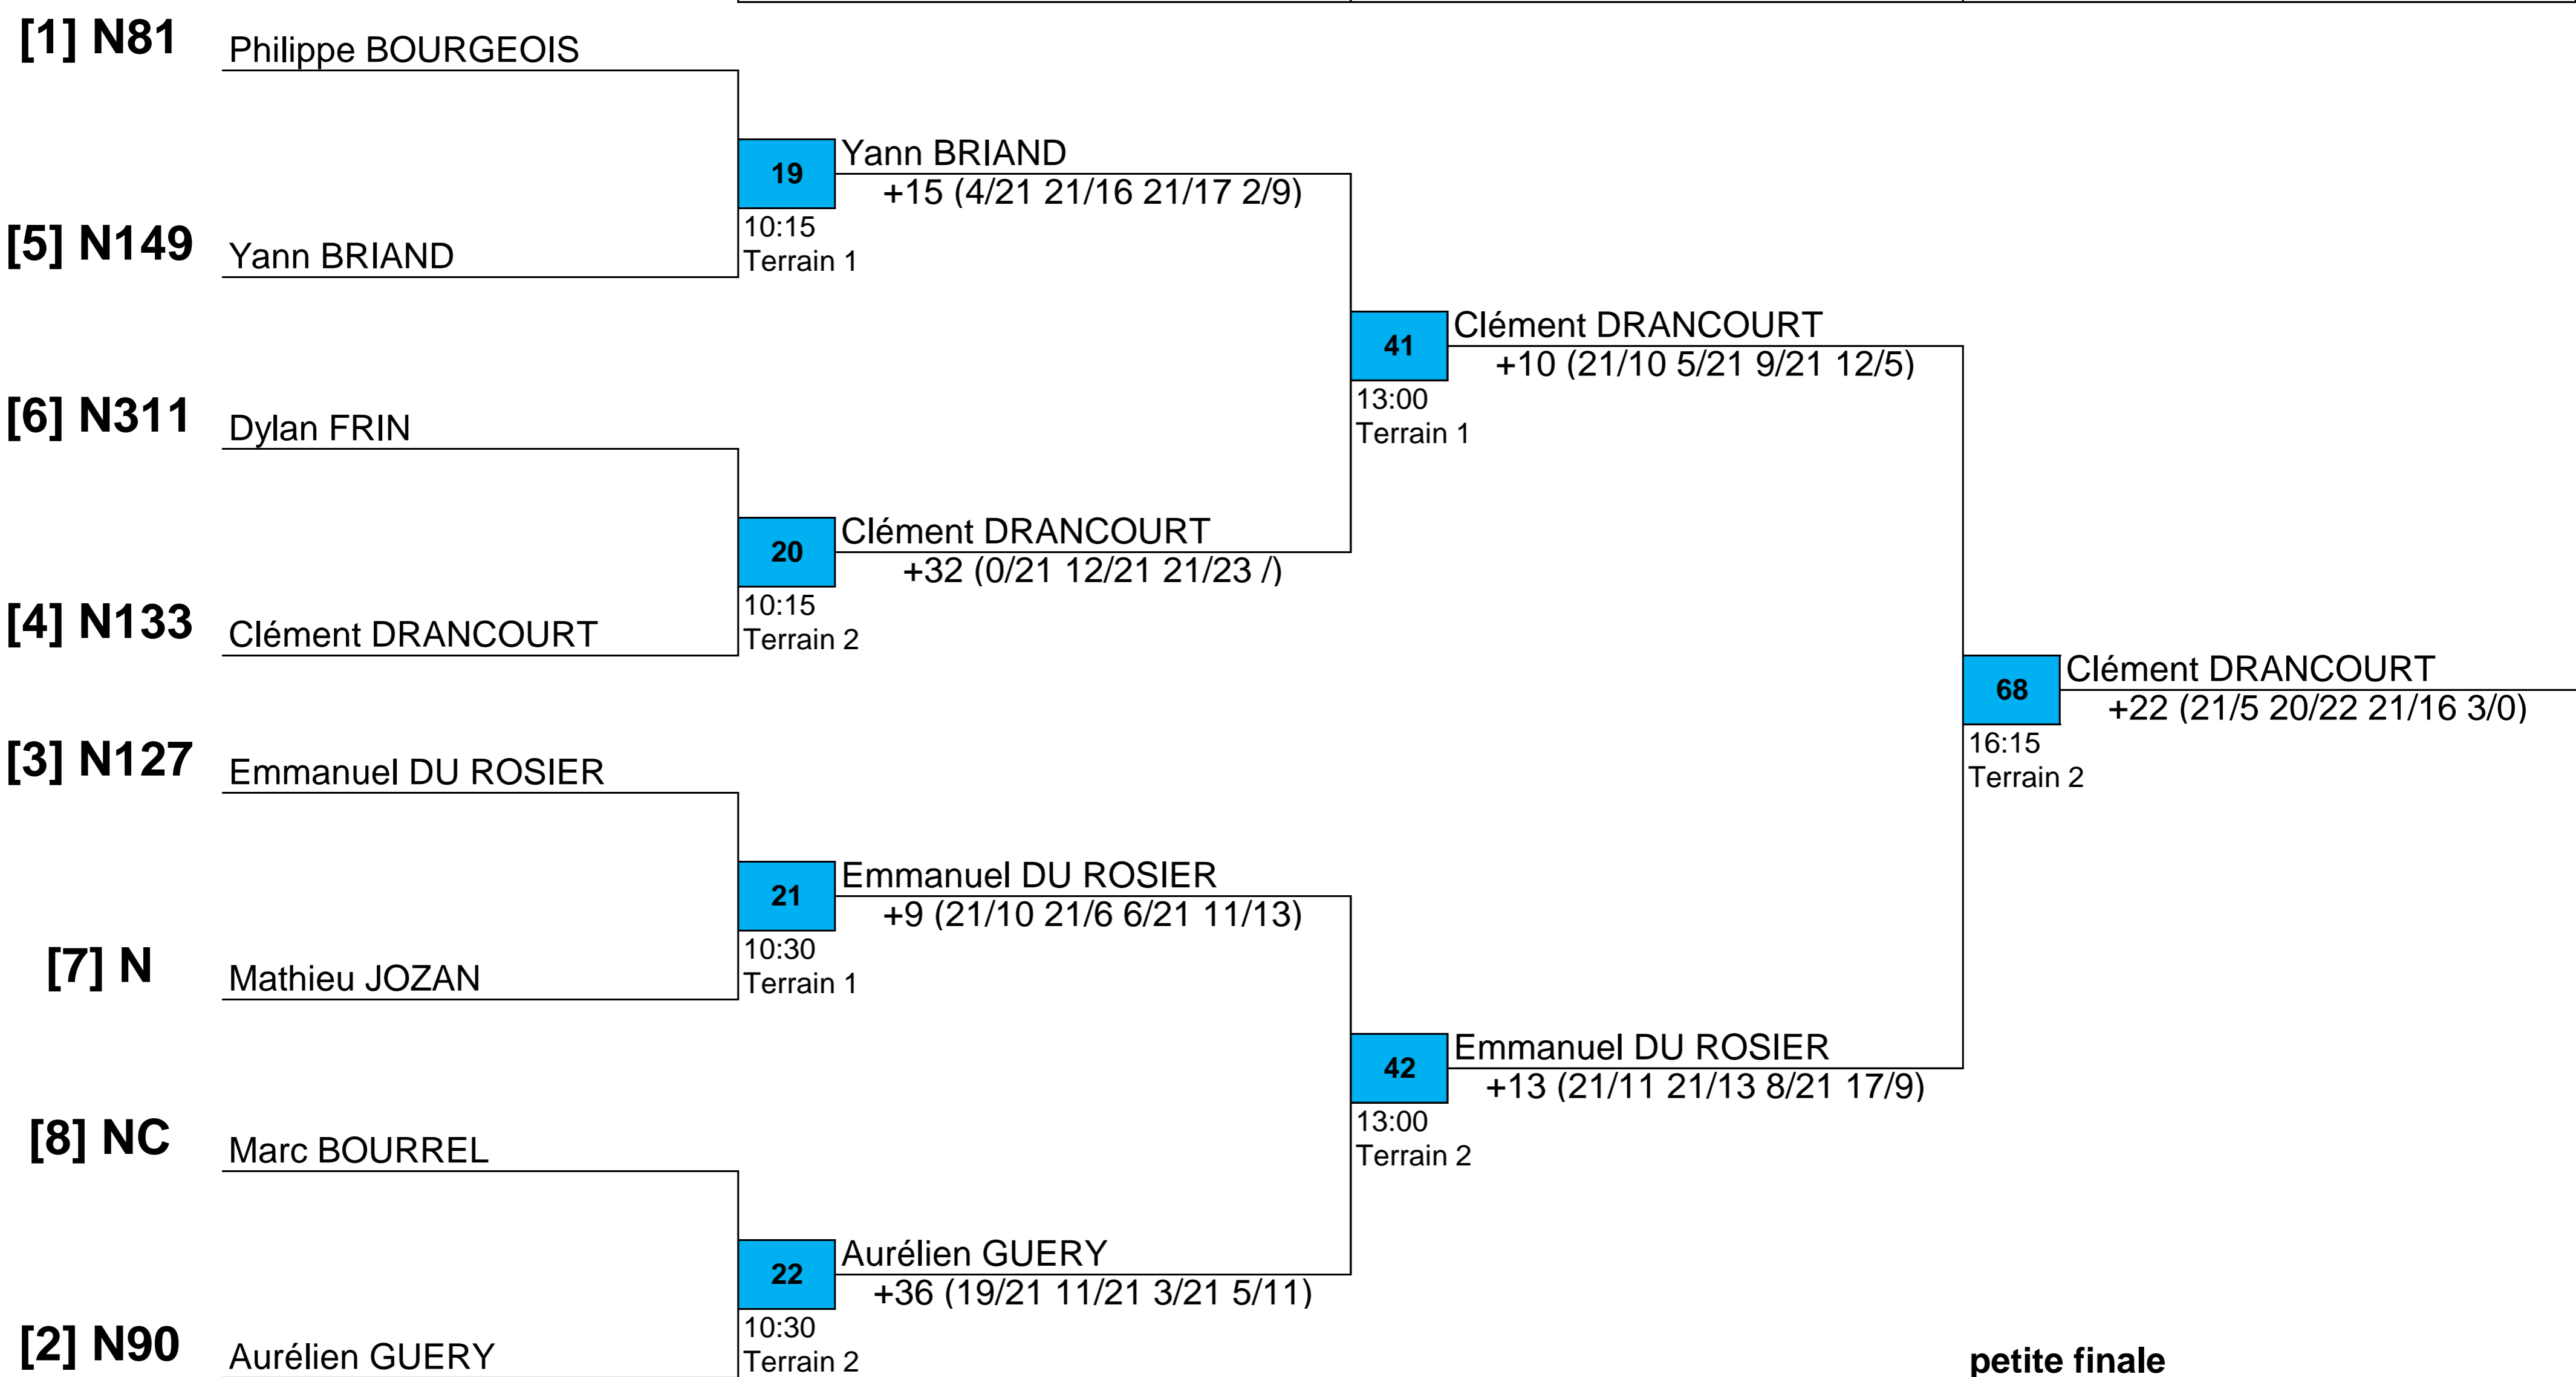 [1] N81 Philippe BOURGEOIS
19 Yann BRIAND
+15 (4/21 21/16 21/17 2/9)
10:15
Terrain 1
[5] N149 Yann BRIAND
41 Clément DRANCOURT
+10 (21/10 5/21 9/21 12/5)
13:00
Terrain 1
[6] N311 Dylan FRIN
20 Clément DRANCOURT
+32 (0/21 12/21 21/23 /)
10:15
Terrain 2
[4] N133 Clément DRANCOURT
68 Clément DRANCOURT
+22 (21/5 20/22 21/16 3/0)
16:15
Terrain 2
[3] N127 Emmanuel DU ROSIER
21 Emmanuel DU ROSIER
+9 (21/10 21/6 6/21 11/13)
10:30
Terrain 1
[7] N Mathieu JOZAN
42 Emmanuel DU ROSIER
+13 (21/11 21/13 8/21 17/9)
13:00
Terrain 2
[8] NC Marc BOURREL
22 Aurélien GUERY
+36 (19/21 11/21 3/21 5/11)
10:30
Terrain 2
[2] N90 Aurélien GUERY
petite finale